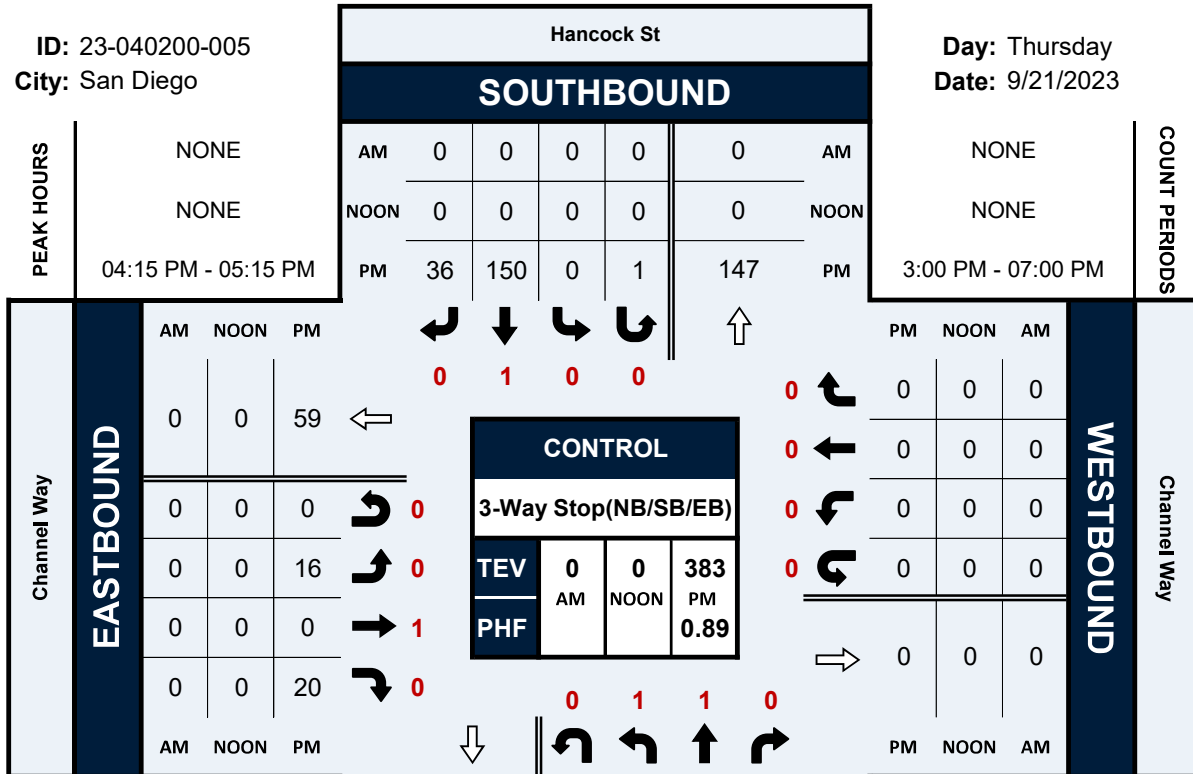 Hancock St
ID: 23-040200-005
City: San Diego
Day: Thursday
Date: 9/21/2023
SOUTHBOUND
PEAK HOURS
NONE
NONE
04:15 PM - 05:15 PM
AM 0 0 0 0 0 AM
NOON 0 0 0 0 0 NOON
PM 36 150 0 1 147 PM
NONE
NONE
3:00 PM - 07:00 PM
COUNT PERIODS
0 1 0 0
Channel Way
EASTBOUND
AM NOON PM
0 0 59
0 0 0 0
0 0 16 0
0 0 0 1
0 0 20 0
AM NOON PM
CONTROL
3-Way Stop(NB/SB/EB)
TEV 0 0 383
AM NOON PM
PHF 0.89
PM NOON AM
0 0 0 0
0 0 0 0
0 0 0 0
0 0 0 0
0 0 0
PM NOON AM
WESTBOUND
Channel Way
0 1 1 0